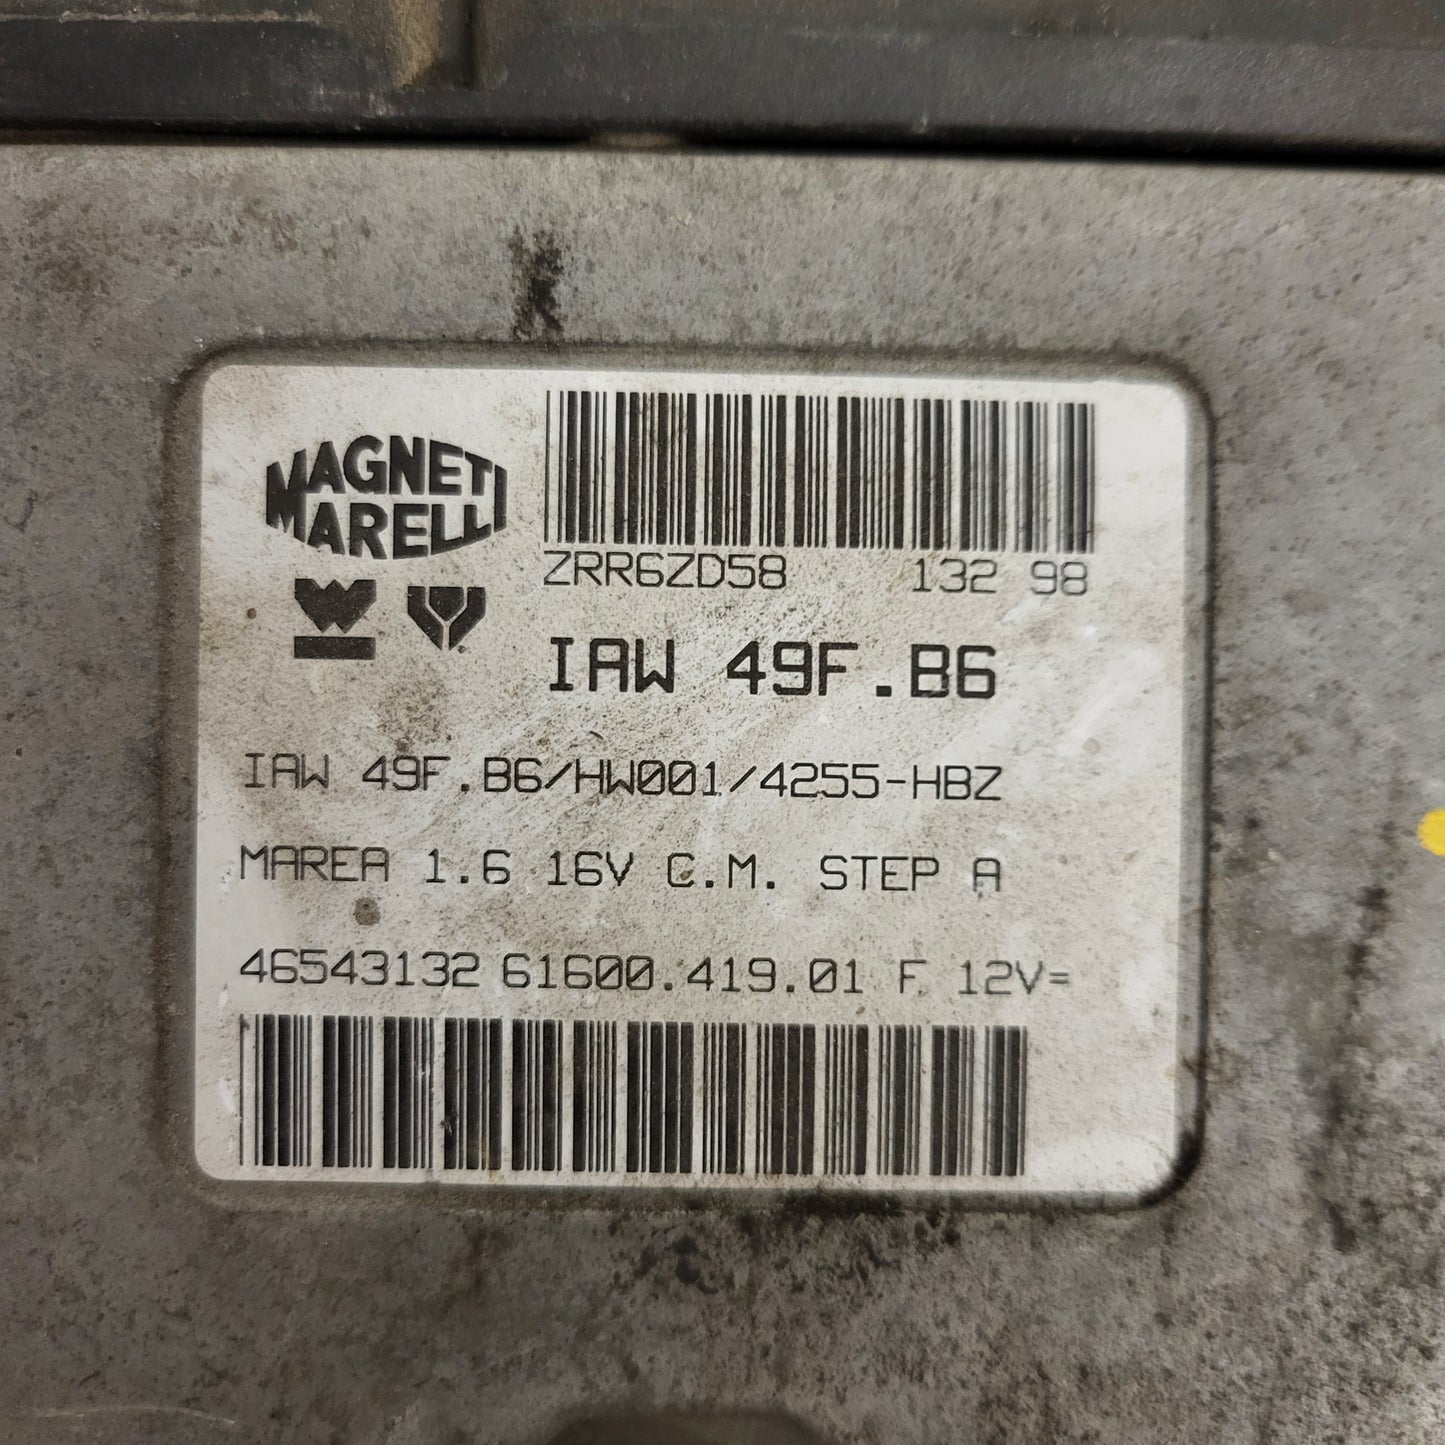 MAGNETI
MARELLI
ZRR6ZD58 132 98
IAW 49F.B6
IAW 49F.B6/HW001/4255-HBZ
MAREA 1.6 16V C.M. STEP A
46543132 61600.419.01 F 12V=